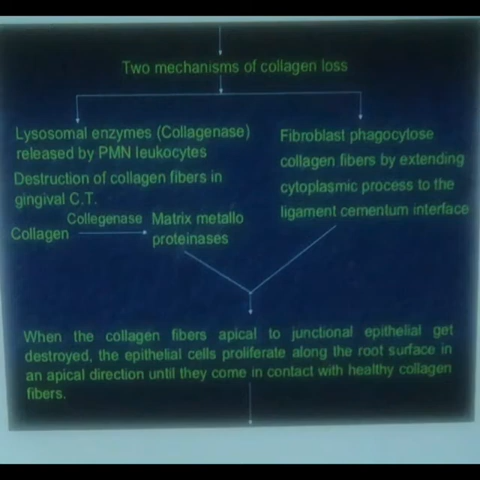 Two mechanisms of collagen loss
Lysosomal enzymes (Collagenase)
released by PMN leukocytes
Destruction of collagen fibers in
gingival C.T.
Collegenase
Collagen
Matrix metallo
proteinases
Fibroblast phagocytose
collagen fibers by extending
cytoplasmic process to the
ligament cementum interface
When the collagen fibers apical to junctional epithelial get
destroyed, the epithelial cells proliferate along the root surface in
an apical direction until they come in contact with healthy collagen
fibers.